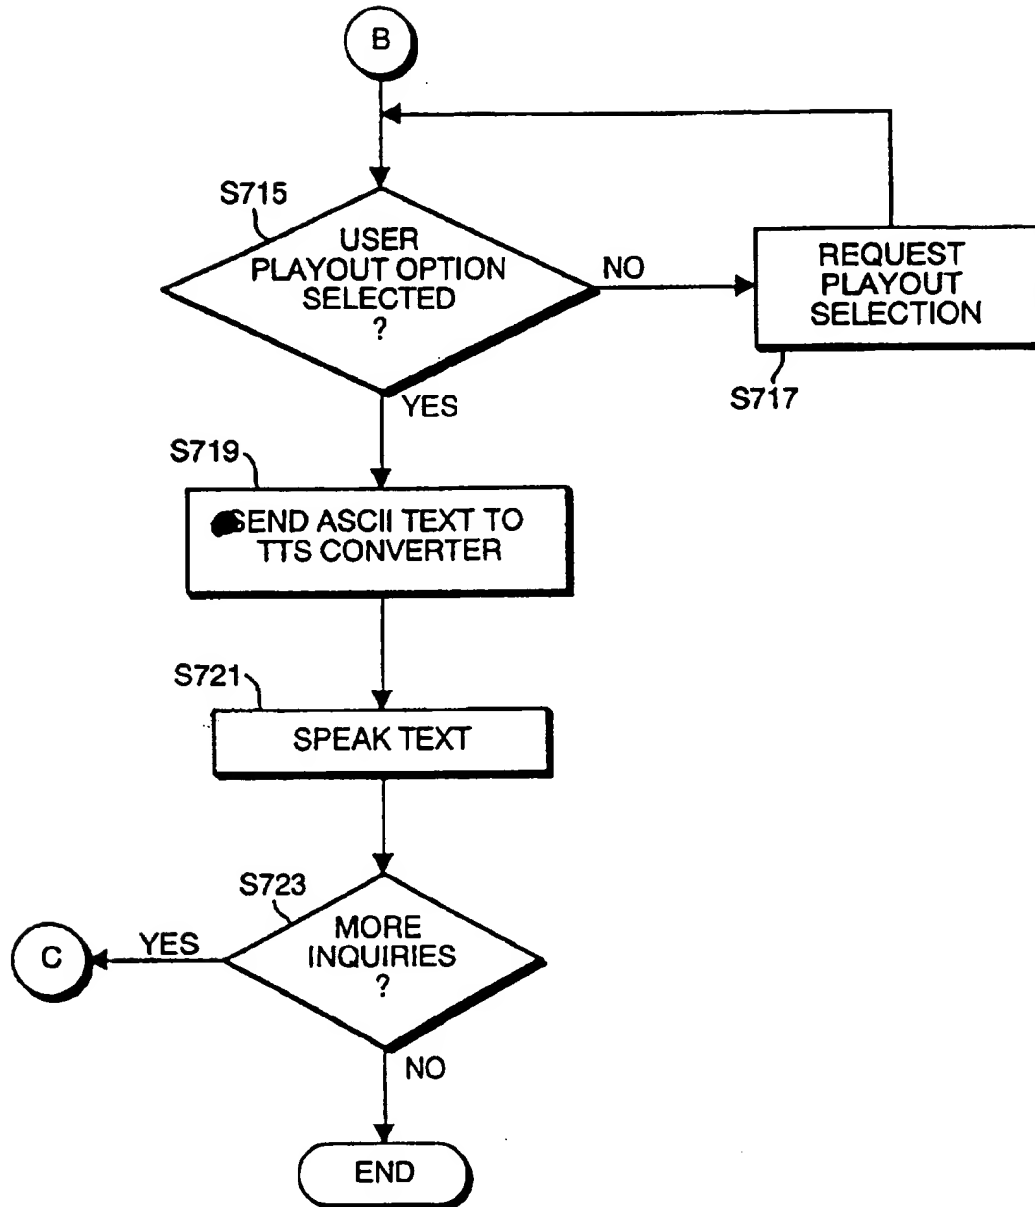 B
S715
USER
PLAYOUT OPTION
SELECTED
?
NO
REQUEST
PLAYOUT
SELECTION
S717
YES
S719
SEND ASCII TEXT TO
TTS CONVERTER
S721
SPEAK TEXT
S723
MORE
INQUIRIES
?
YES
C
NO
END